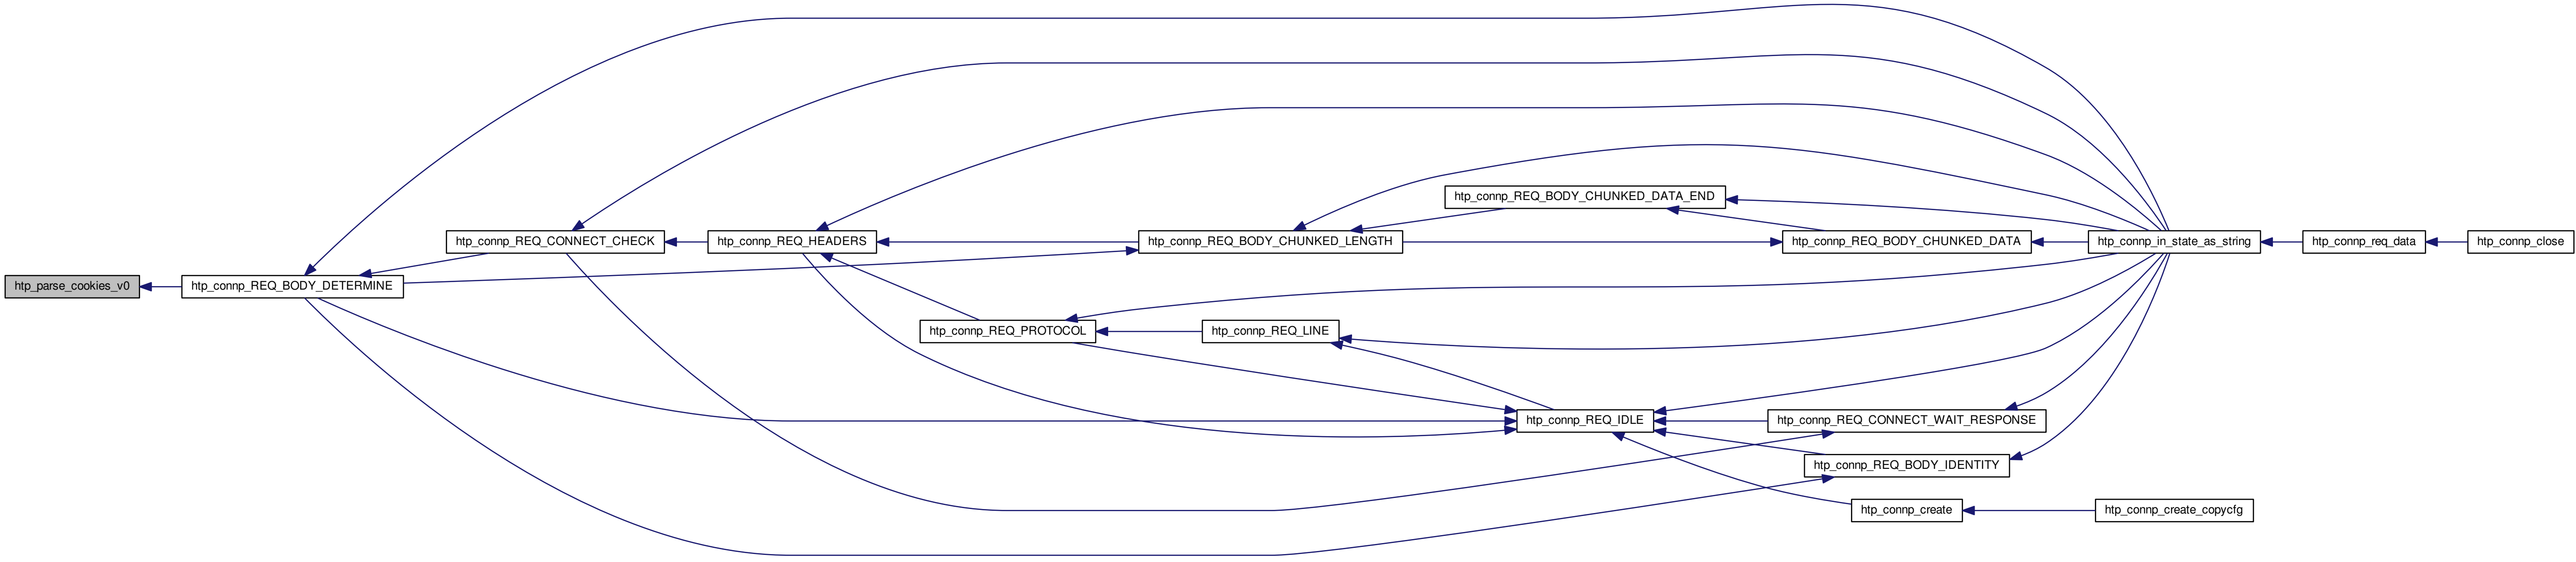 htp_parse_cookies_v0
htp_connp_REQ_BODY_DETERMINE
htp_connp_REQ_CONNECT_CHECK
htp_connp_REQ_HEADERS
htp_connp_REQ_PROTOCOL
htp_connp_REQ_BODY_CHUNKED_LENGTH
htp_connp_REQ_LINE
htp_connp_REQ_BODY_CHUNKED_DATA_END
htp_connp_REQ_IDLE
htp_connp_REQ_BODY_CHUNKED_DATA
htp_connp_REQ_CONNECT_WAIT_RESPONSE
htp_connp_REQ_BODY_IDENTITY
htp_connp_create
htp_connp_in_state_as_string
htp_connp_create_copycfg
htp_connp_req_data
htp_connp_close